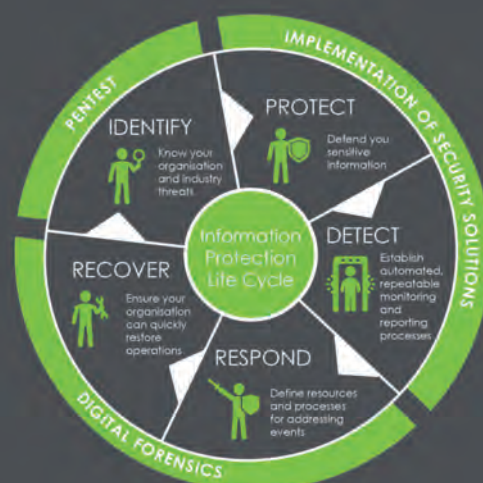 PENTEST
IMPLEMENTATION OF SECURITY SOLUTIONS
IDENTIFY
Know your
organisation
and industry
threats
PROTECT
Defend you
sensitive
information
Information
Protection
Life Cycle
DETECT
Establish
automated,
repeatable
monitoring
and
reporting
processes
RECOVER
Ensure your
organisation
can quickly
restore
operations
RESPOND
Define resources
and processes
for addressing
events
DIGITAL FORENSICS